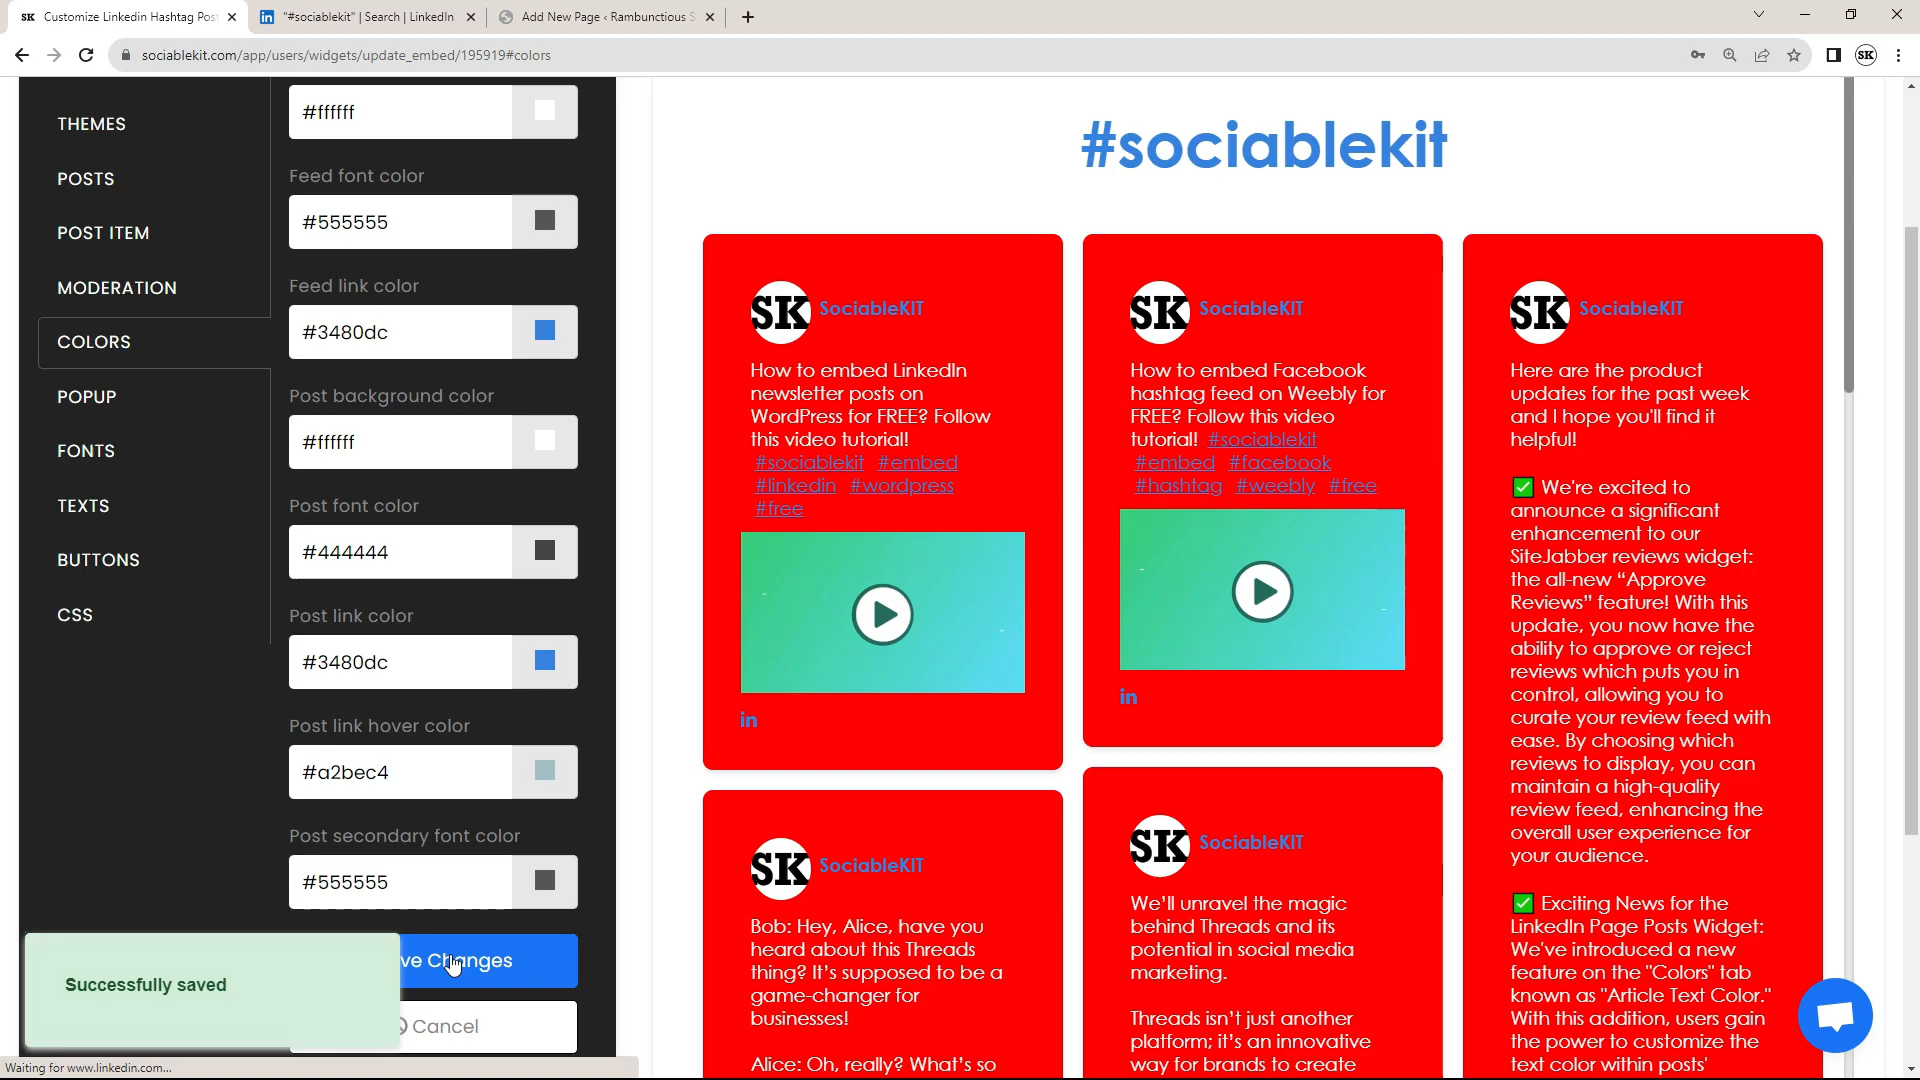 SK Customize Linkedin Hashtag Post
in "#sociablekit" | Search | LinkedIn
Add New Page ‹ Rambunctious S
sociablekit.com/app/users/widgets/update_embed/195919#colors
SK
THEMES
POSTS
POST ITEM
MODERATION
COLORS
POPUP
FONTS
TEXTS
BUTTONS
CSS
#ffffff
Feed font color
#555555
Feed link color
#3480dc
Post background color
#ffffff
Post font color
#444444
Post link color
#3480dc
Post link hover color
#a2bec4
Post secondary font color
#555555
ve Changes
Cancel
Successfully saved
Waiting for www.linkedin.com...
#sociablekit
SK SociableKIT
How to embed LinkedIn
newsletter posts on
WordPress for FREE? Follow
this video tutorial!
#sociablekit #embed
#linkedin #wordpress
#free
in
SK SociableKIT
Bob: Hey, Alice, have you
heard about this Threads
thing? It's supposed to be a
game-changer for
businesses!
Alice: Oh, really? What's so
SK SociableKIT
How to embed Facebook
hashtag feed on Weebly for
FREE? Follow this video
tutorial! #sociablekit
#embed #facebook
#hashtag #weebly #free
in
SK SociableKIT
We'll unravel the magic
behind Threads and its
potential in social media
marketing.
Threads isn't just another
platform; it's an innovative
way for brands to create
SK SociableKIT
Here are the product
updates for the past week
and I hope you'll find it
helpful!
✅ We're excited to
announce a significant
enhancement to our
SiteJabber reviews widget:
the all-new “Approve
Reviews” feature! With this
update, you now have the
ability to approve or reject
reviews which puts you in
control, allowing you to
curate your review feed with
ease. By choosing which
reviews to display, you can
maintain a high-quality
review feed, enhancing the
overall user experience for
your audience.
✅ Exciting News for the
LinkedIn Page Posts Widget:
We've introduced a new
feature on the "Colors" tab
known as "Article Text Color."
With this addition, users gain
the power to customize the
text color within posts'